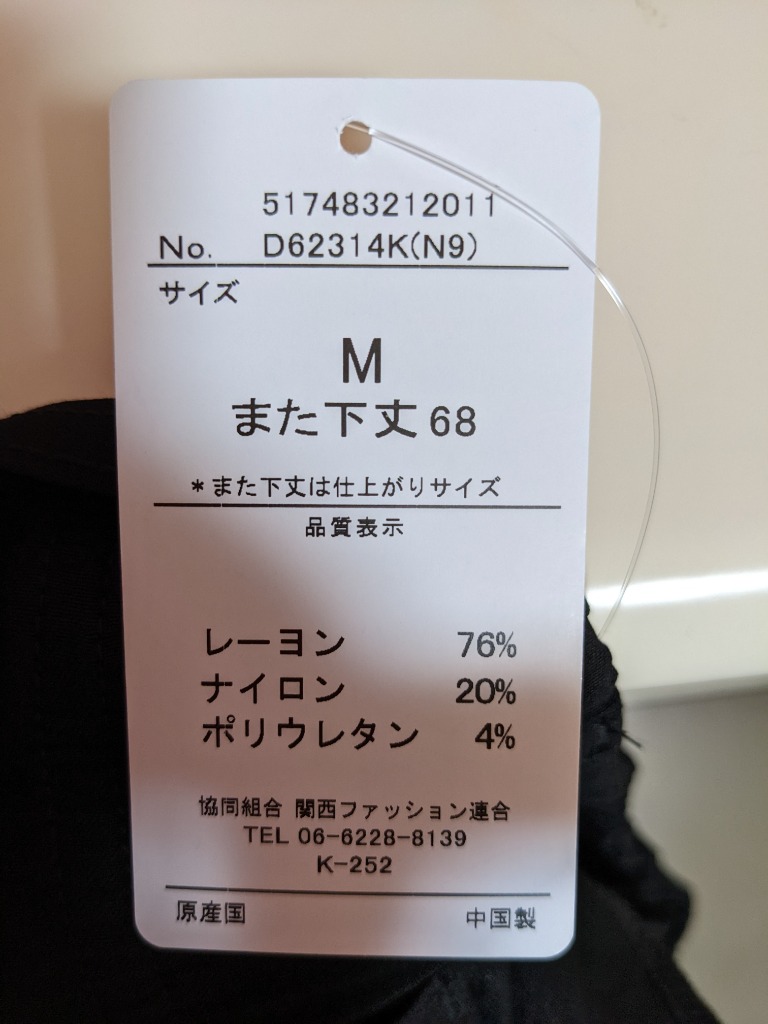 517483212011
No. D62314K(N9)
サイズ
M
また下丈68
*また下丈は仕上がりサイズ
品質表示
レーヨン 76%
ナイロン 20%
ポリウレタン 4%
協同組合 関西ファッション連合
TEL 06-6228-8139
K-252
原産国 中国製